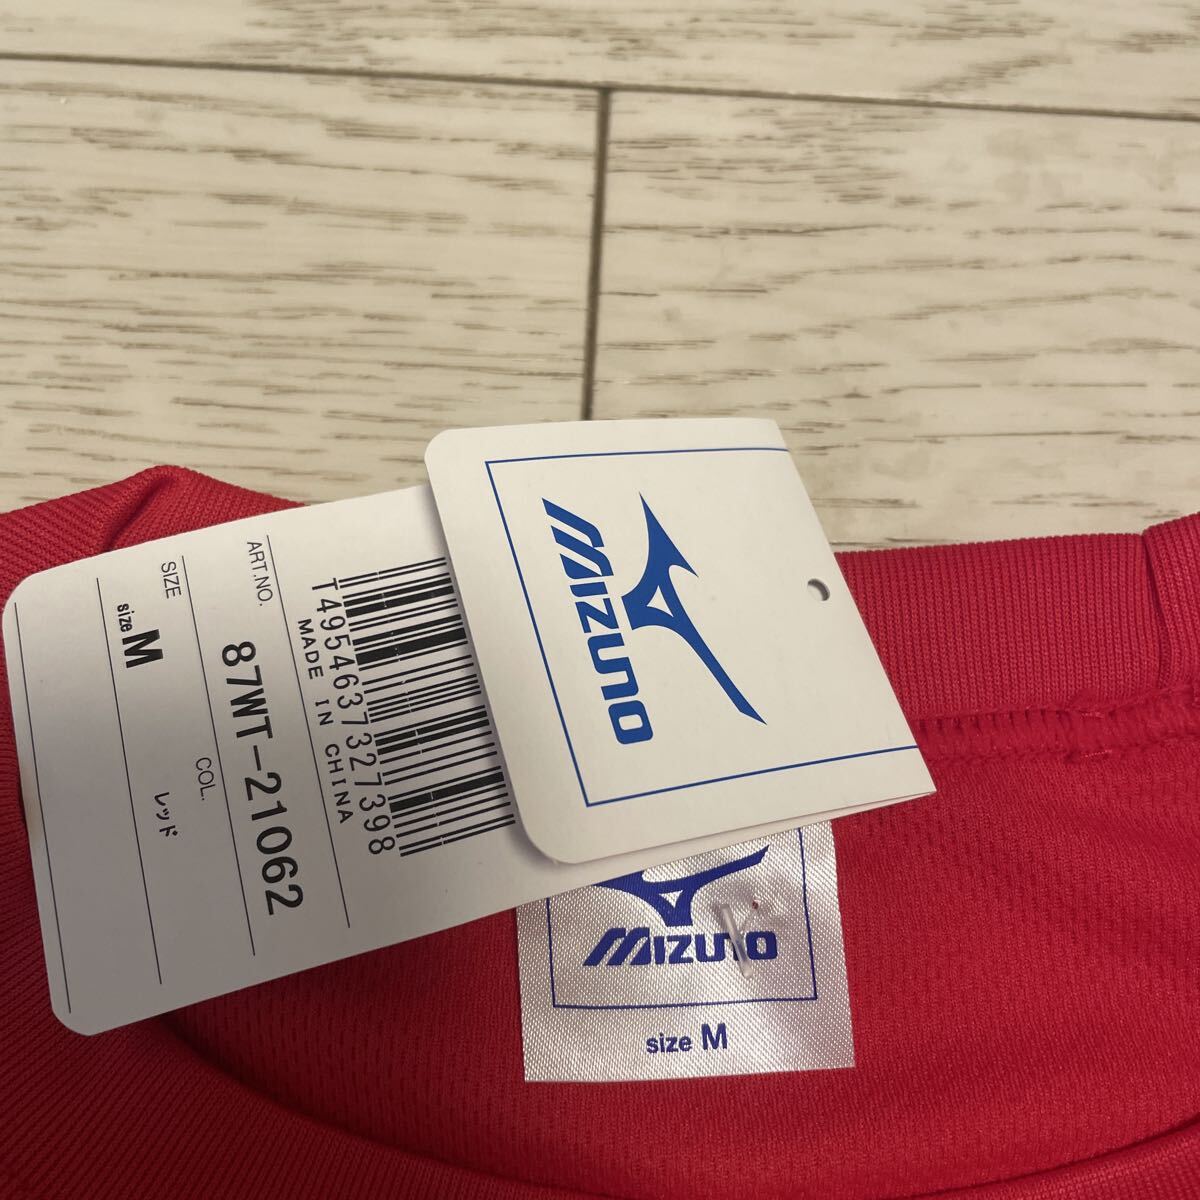 MIZUNO
T4954637327398
MADE IN CHINA
ART.NO.
87WT-21062
SIZE
COL.
size M
レッド
MIZUNO
size M